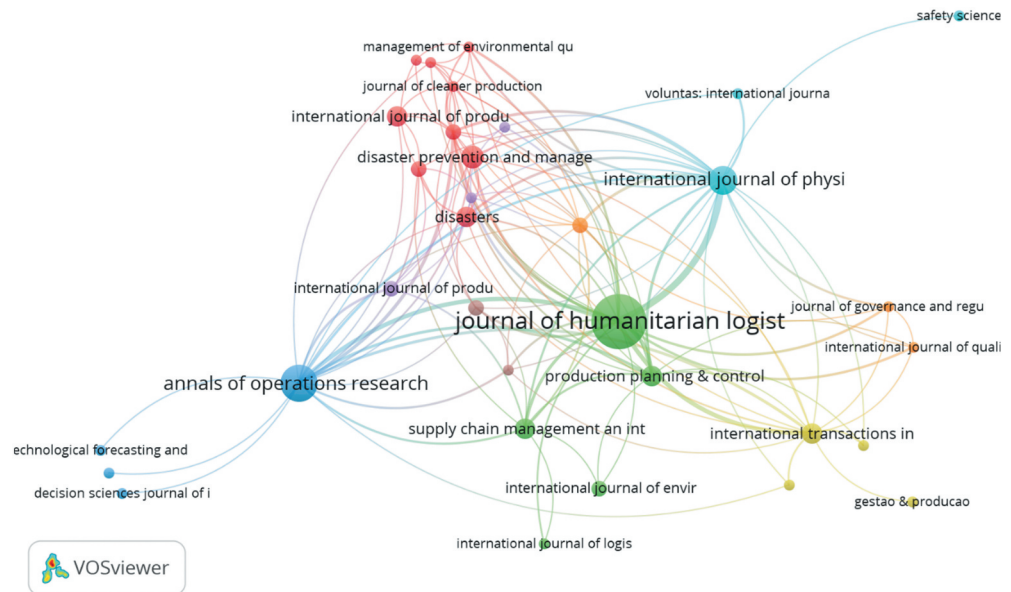 safety science
management of environmental qu
journal of cleaner production
voluntas: international journa
international journal of produ
disaster prevention and manage
international journal of physi
disasters
international journal of produ
journal of governance and regu
journal of humanitarian logist
international journal of quali
production planning & control
annals of operations research
supply chain management an int
international transactions in
echnological forecasting and
international journal of envir
decision sciences journal of i
gestao & producao
international journal of logis
VOSviewer